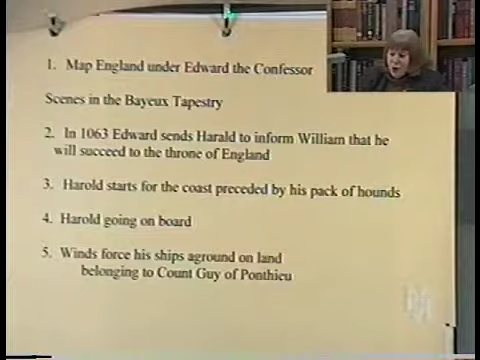 1. Map England under Edward the Confessor
Scenes in the Bayeux Tapestry
2. In 1063 Edward sends Harald to inform William that he
will succeed to the throne of England
3. Harold starts for the coast preceded by his pack of hounds
4. Harold going on board
5. Winds force his ships aground on land
belonging to Count Guy of Ponthieu